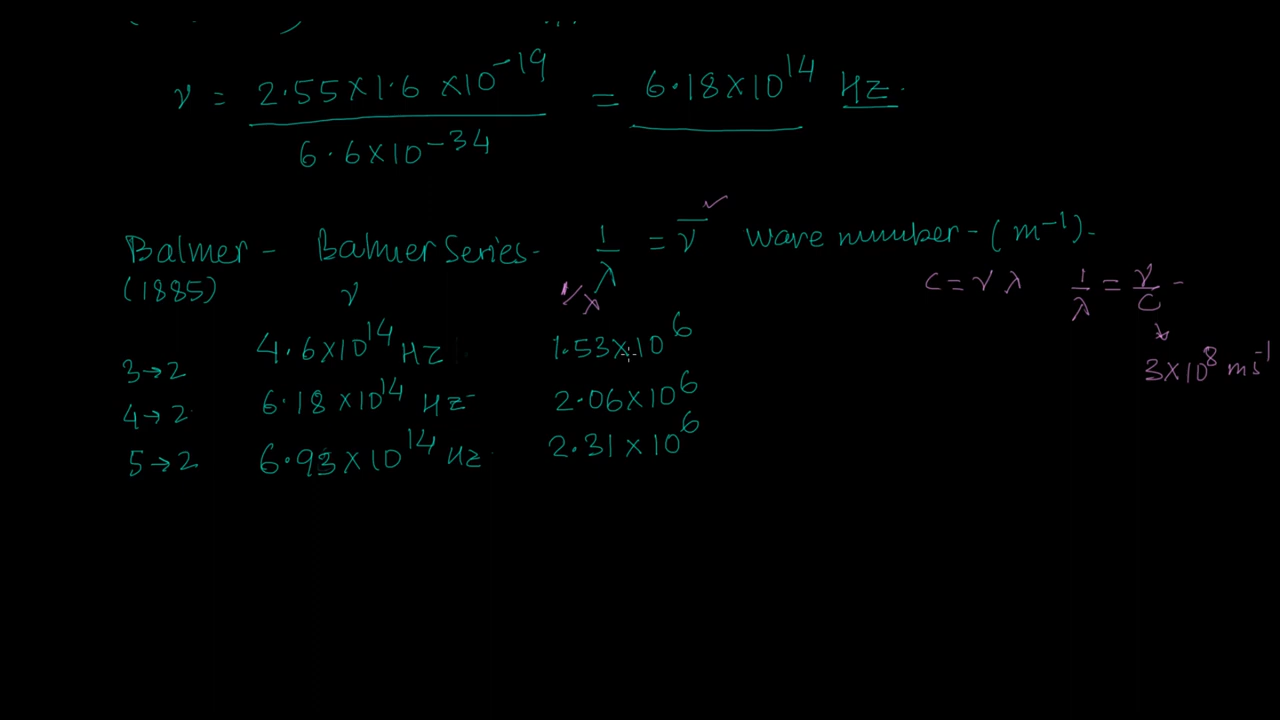 ν = 2.55×1.6 ×10⁻¹⁹ / 6.6×10⁻³⁴ = 6.18×10¹⁴ Hz.
Balmer - Balmer Series - 1/λ = ν̅ ✓ wave number - (m⁻¹) -
(1885) ν 1/λ c = ν λ 1/λ = ν/c -
3×10⁸ ms⁻¹
3→2 4.6×10¹⁴ Hz 1.53×10⁶
4→2 6.18×10¹⁴ Hz 2.06×10⁶
5→2 6.93×10¹⁴ Hz 2.31×10⁶